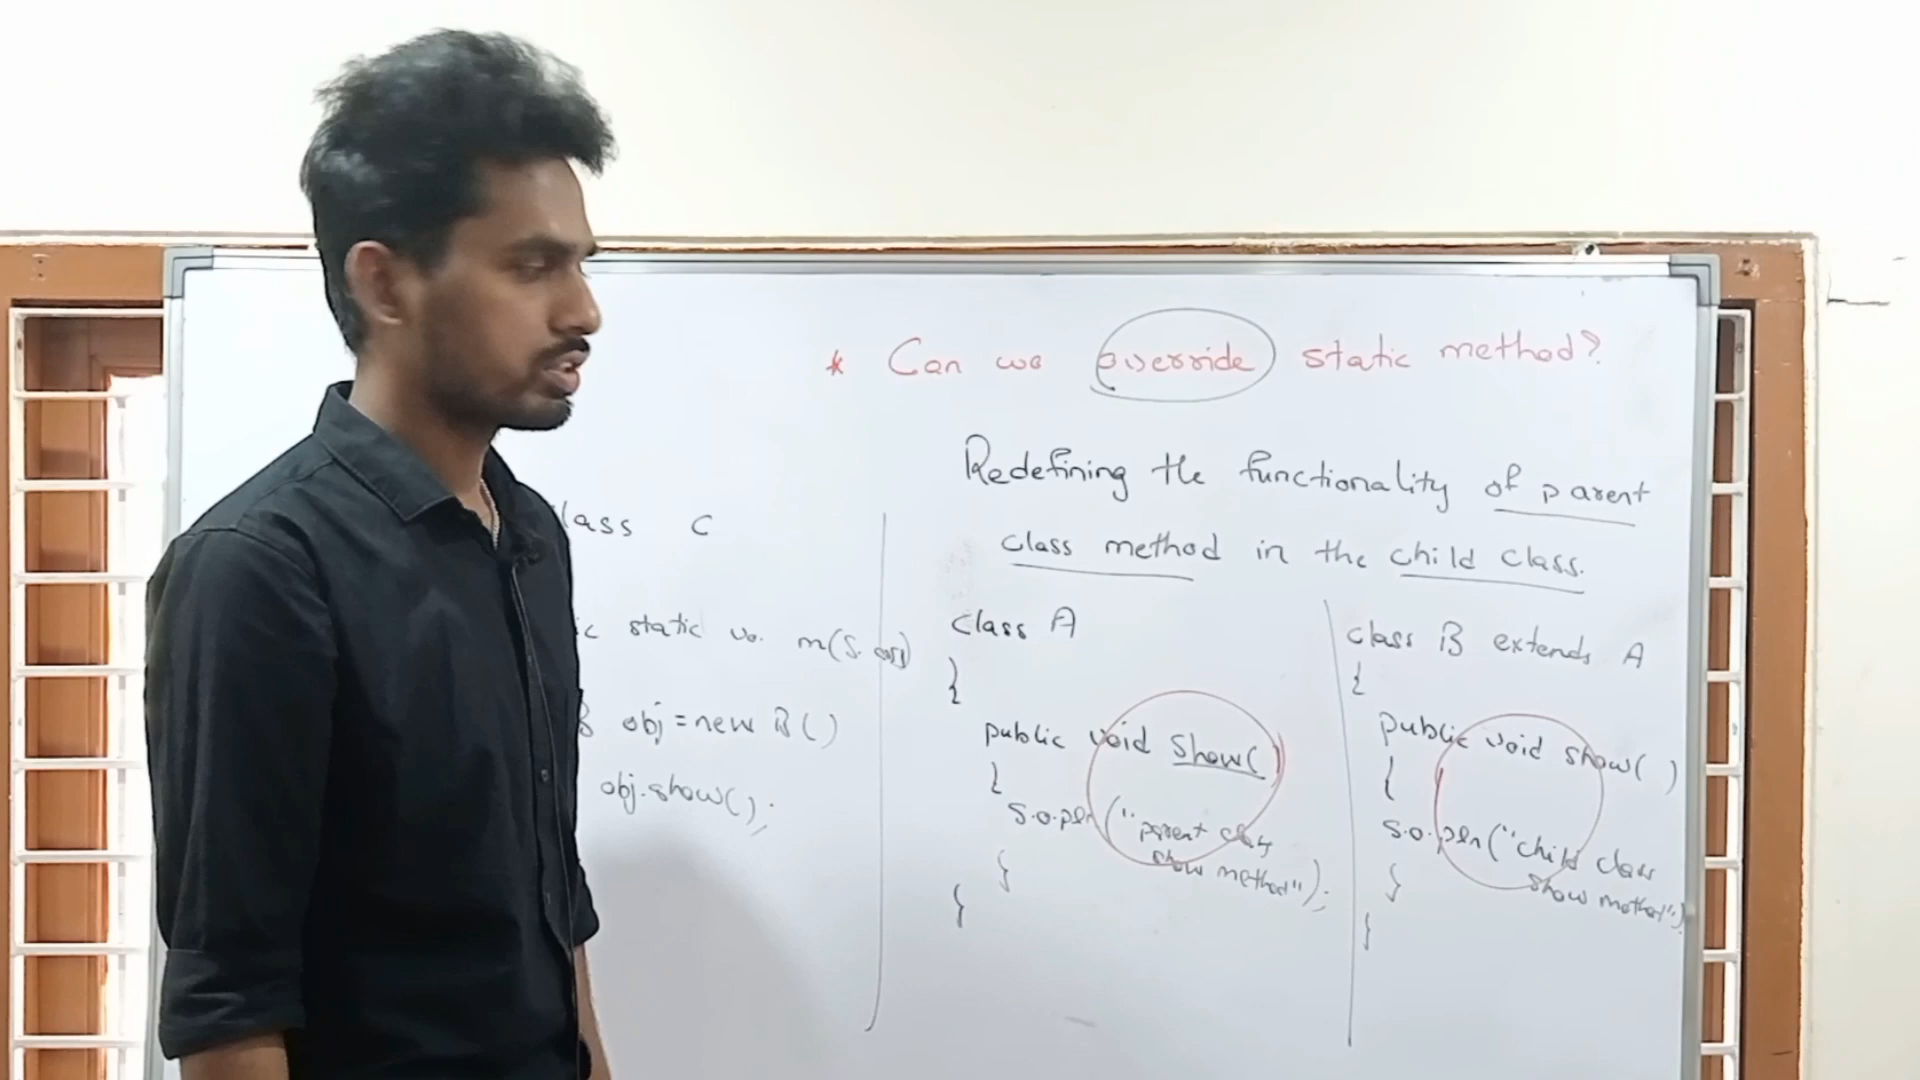 * Can we override static method?
Redefining the functionality of parent
class method in the child class.
lass C
ic static vo. m(S. args)
B obj = new B()
obj.show();
class A
{
public void show()
{
S.o.pln("parent class
show method");
}
}
class B extends A
{
public void show( )
{
S.o.pln("child class
show method");
}
}